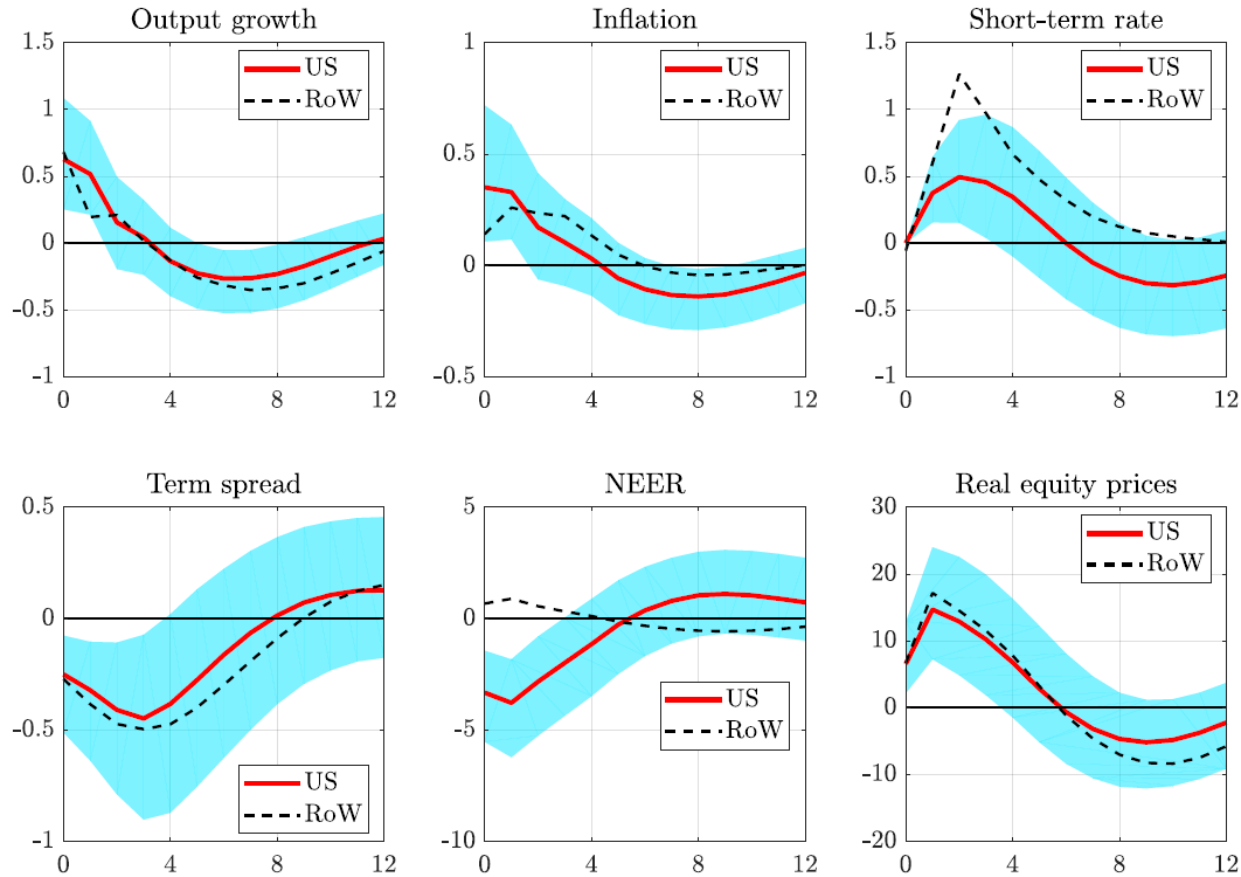 Output growth
1.5
1
0.5
0
-0.5
-1
0 4 8 12
US
RoW
Inflation
1
0.5
0
-0.5
0 4 8 12
US
RoW
Short-term rate
1.5
1
0.5
0
-0.5
-1
0 4 8 12
US
RoW
Term spread
0.5
0
-0.5
-1
0 4 8 12
US
RoW
NEER
5
0
-5
-10
0 4 8 12
US
RoW
Real equity prices
30
20
10
0
-10
-20
0 4 8 12
US
RoW